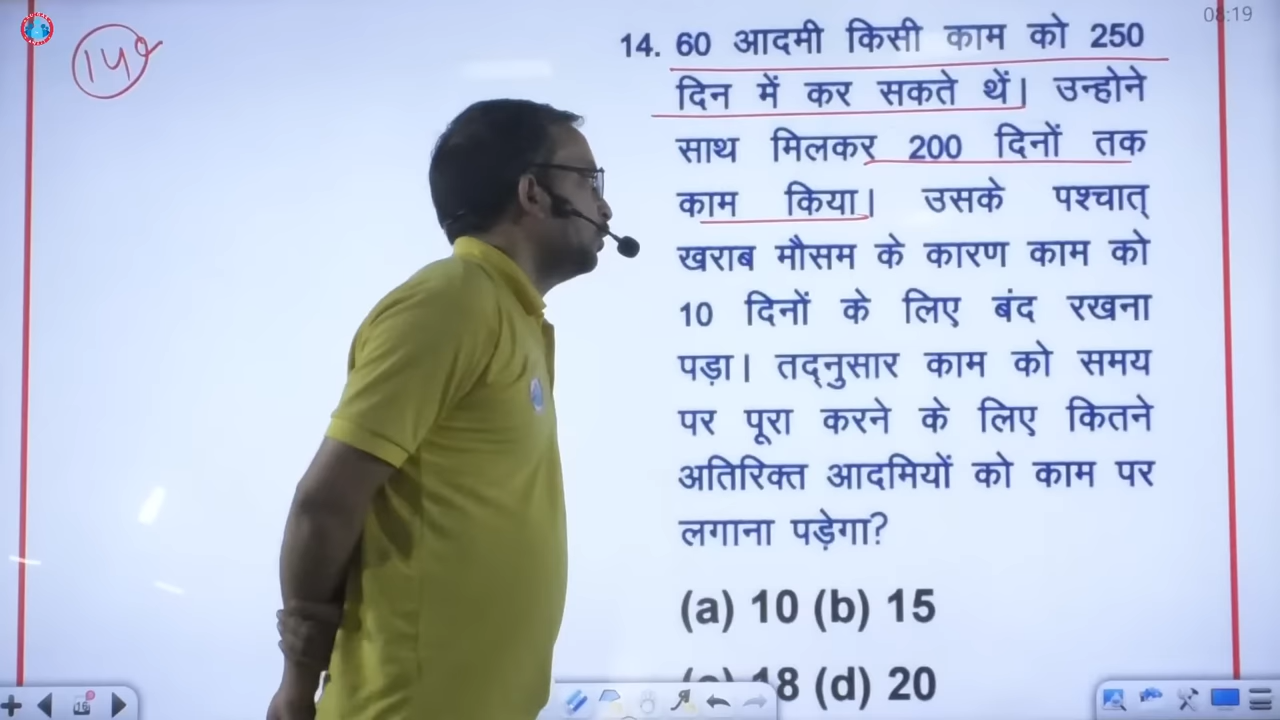 08:19
14
14. 60 आदमी किसी काम को 250
दिन में कर सकते थें। उन्होने
साथ मिलकर 200 दिनों तक
काम किया। उसके पश्चात्
खराब मौसम के कारण काम को
10 दिनों के लिए बंद रखना
पड़ा। तद्नुसार काम को समय
पर पूरा करने के लिए कितने
अतिरिक्त आदमियों को काम पर
लगाना पड़ेगा?
(a) 10 (b) 15
18 (d) 20